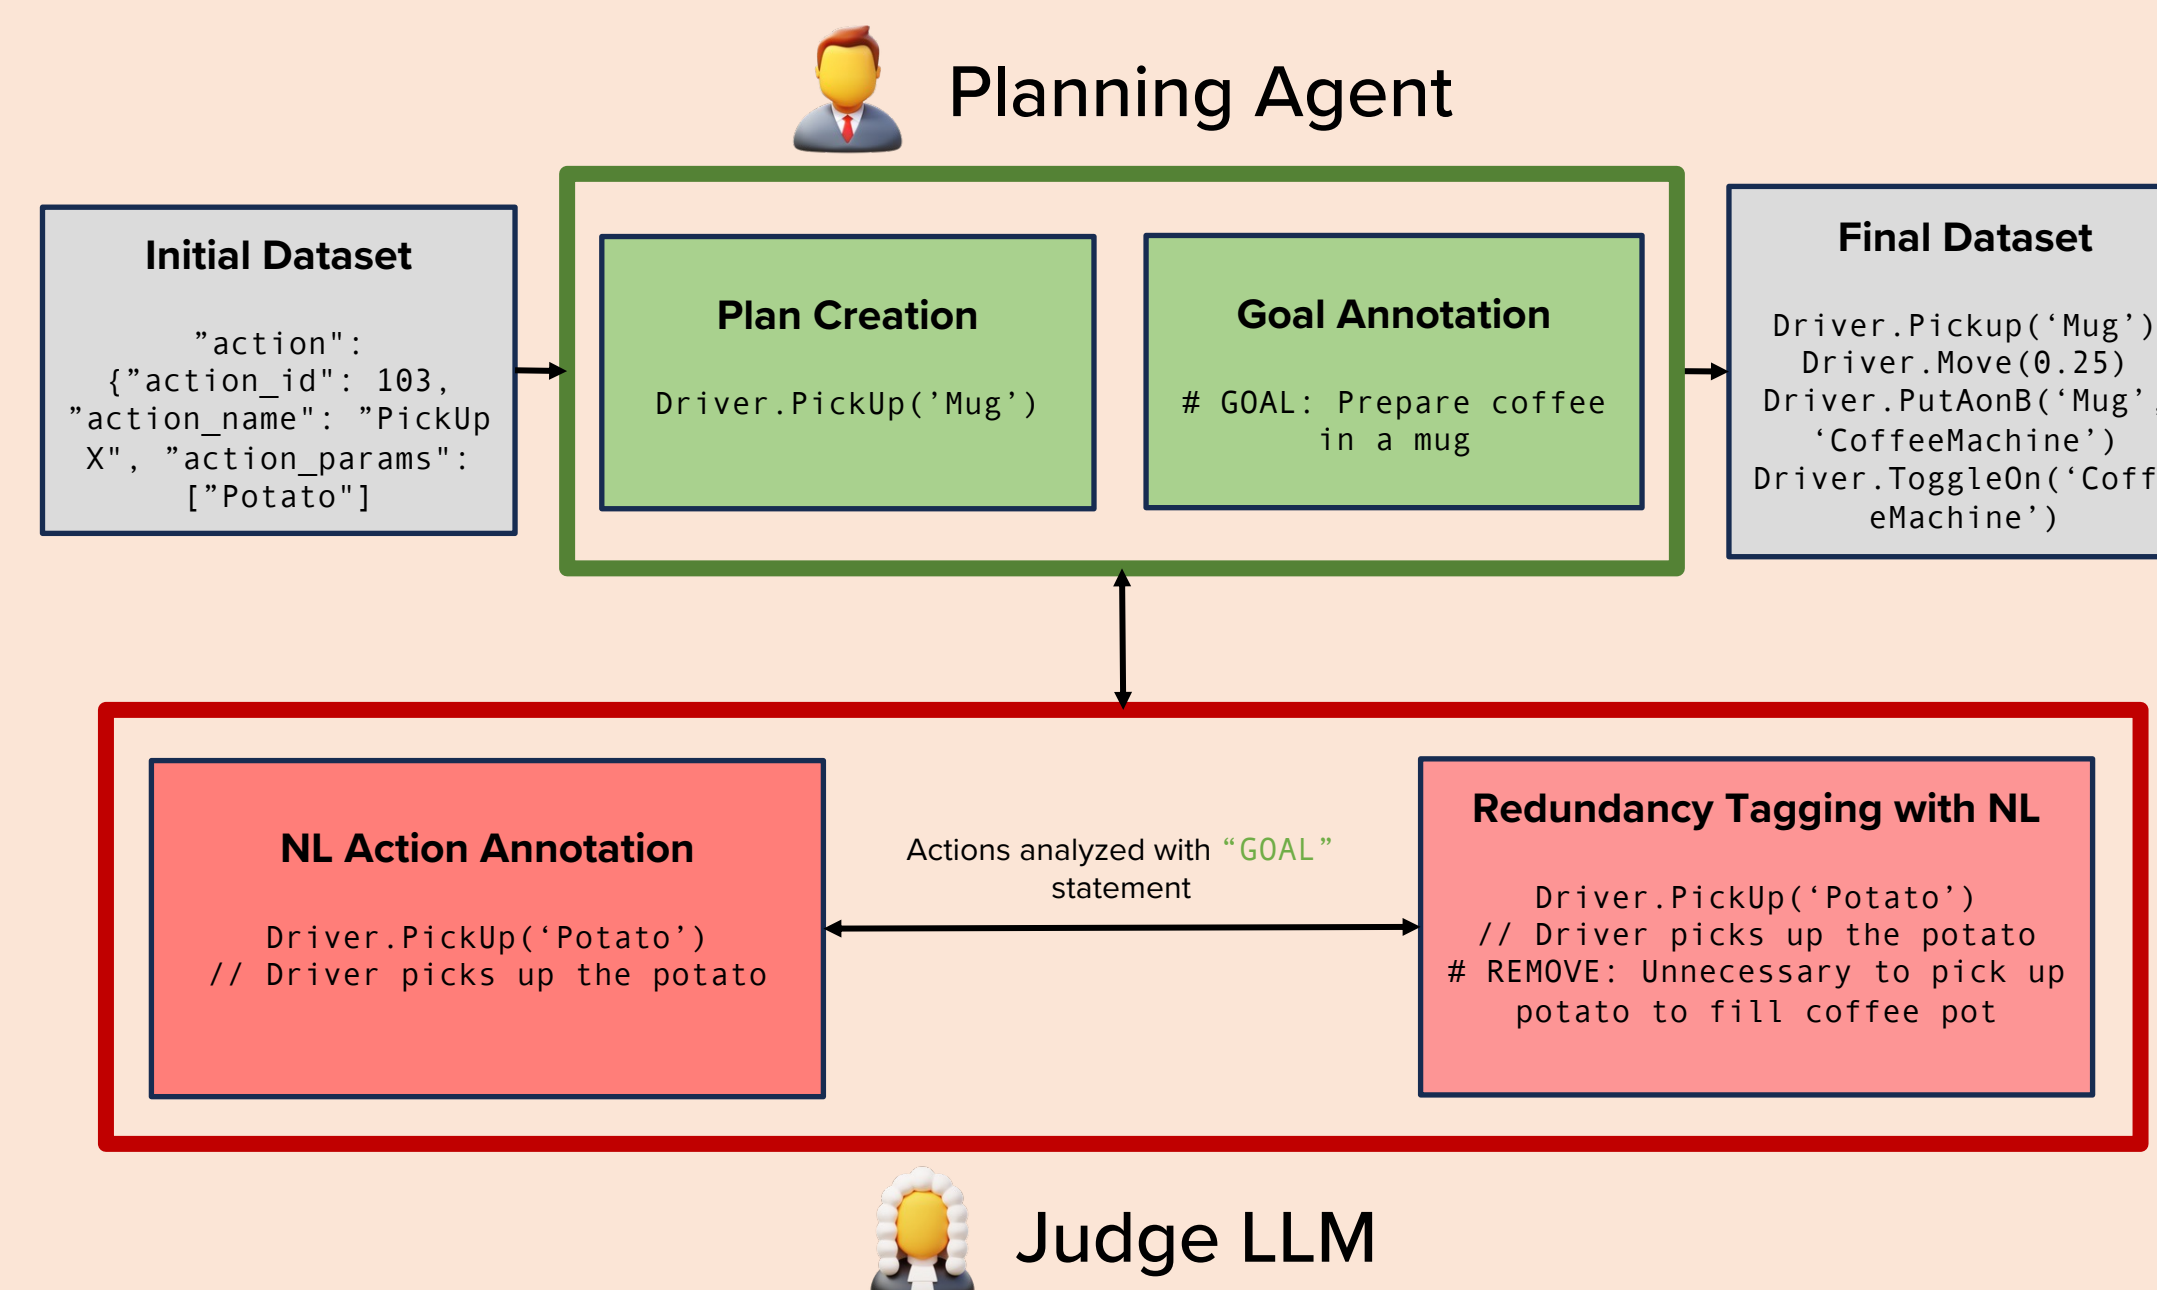 Planning Agent
Initial Dataset
”action":
{”action_id": 103,
"action_name": ”PickUp
X", ”action_params":
[”Potato"]
Plan Creation
Driver.PickUp(’Mug’)
Goal Annotation
# GOAL: Prepare coffee
in a mug
Final Dataset
Driver.Pickup(‘Mug’)
Driver.Move(0.25)
Driver.PutAonB(‘Mug’,
‘CoffeeMachine’)
Driver.ToggleOn(‘Coff
eMachine’)
NL Action Annotation
Driver.PickUp(‘Potato’)
// Driver picks up the potato
Actions analyzed with “GOAL”
statement
Redundancy Tagging with NL
Driver.PickUp(‘Potato’)
// Driver picks up the potato
# REMOVE: Unnecessary to pick up
potato to fill coffee pot
Judge LLM